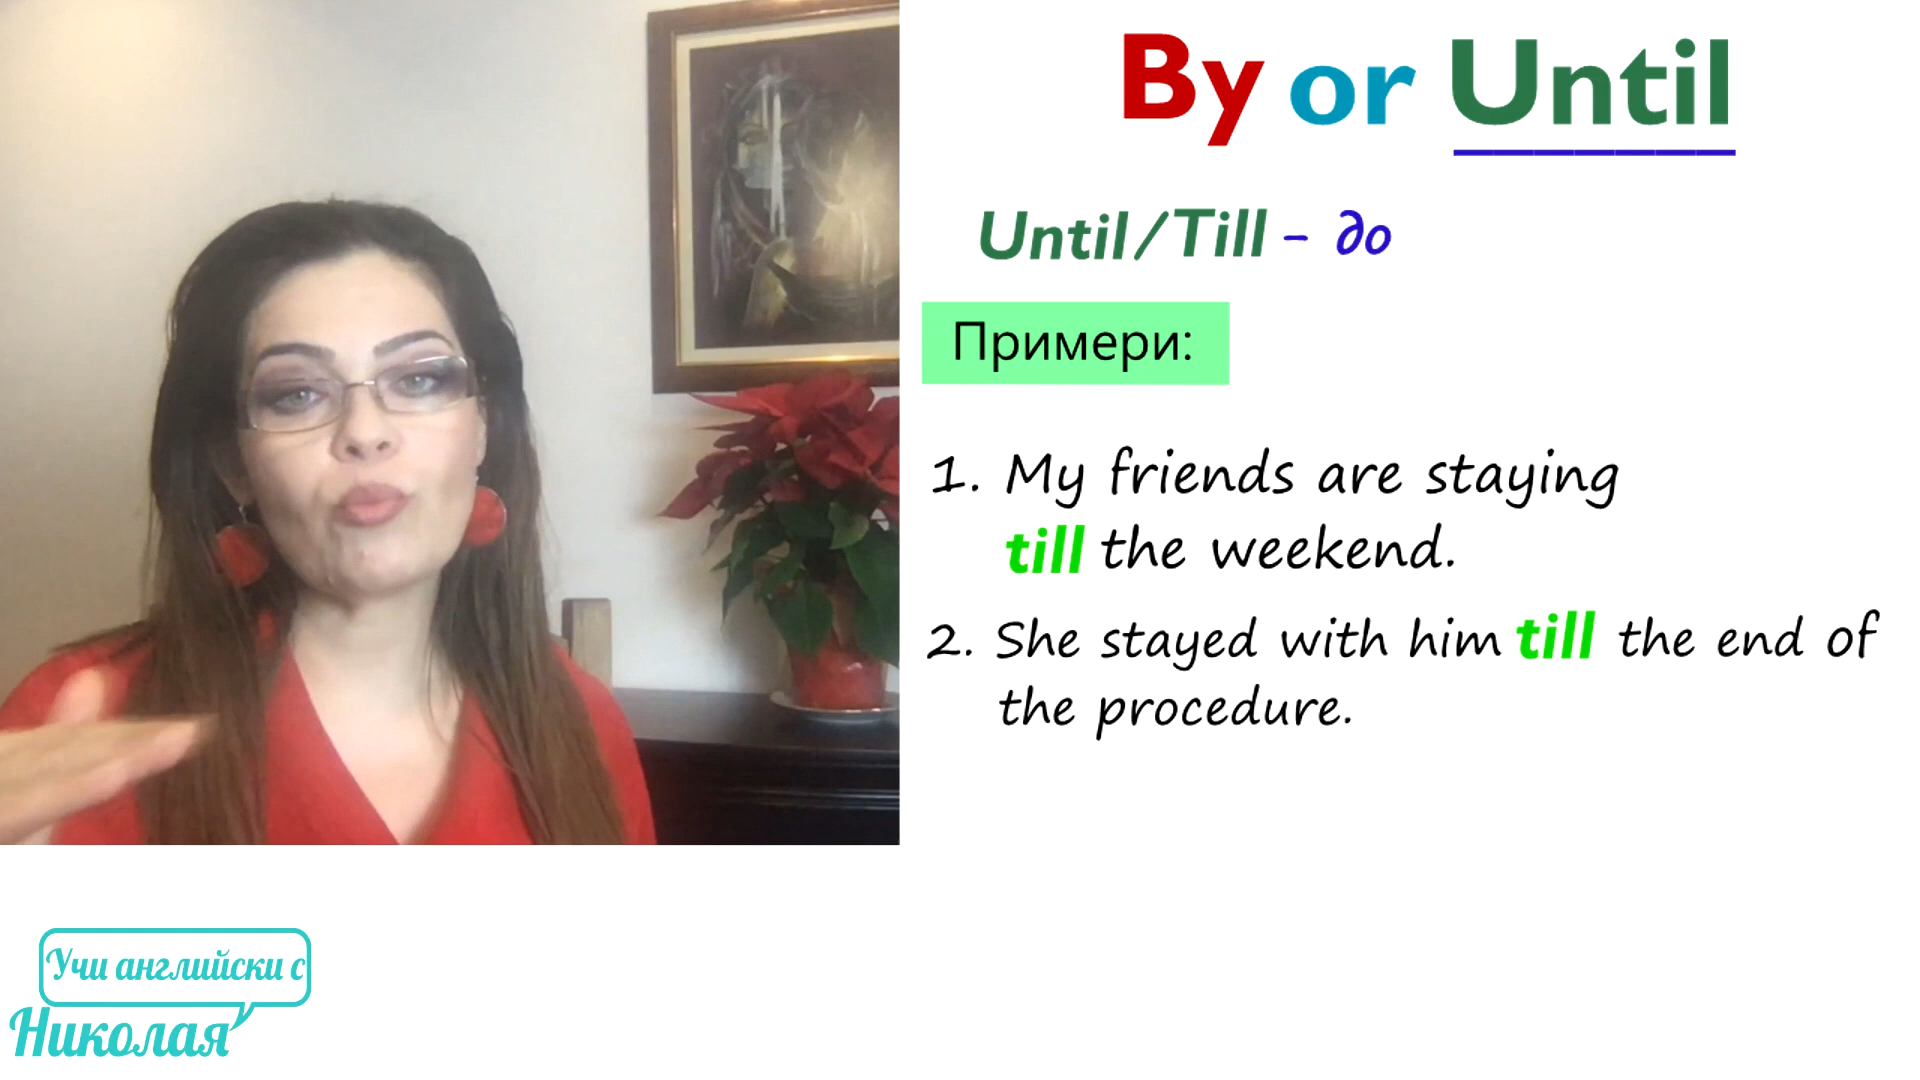 By or Until
Until/Till - до
Примери:
1. My friends are staying
till the weekend.
2. She stayed with him till the end of
the procedure.
Учи английски с
Николая